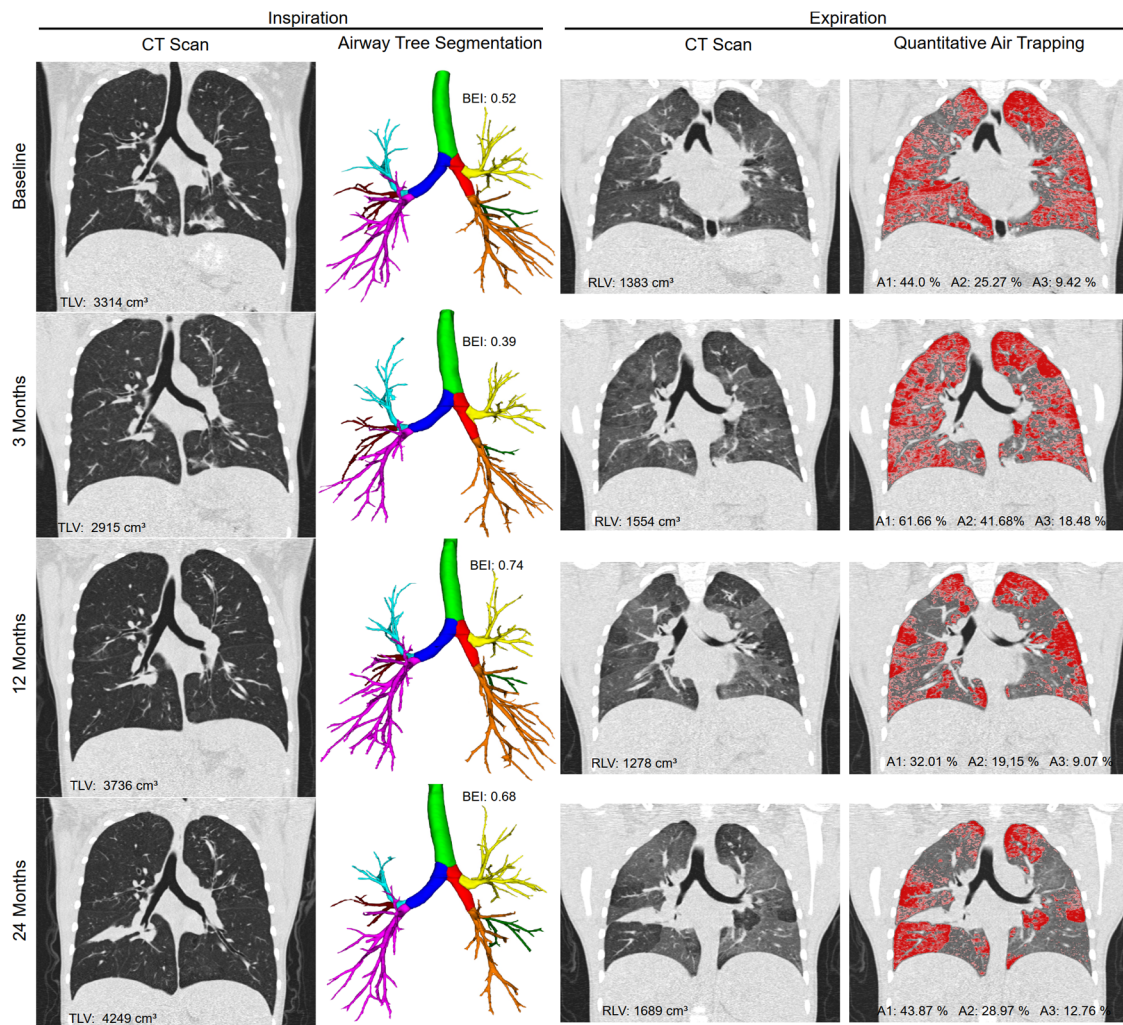 Inspiration
Expiration
CT Scan
Airway Tree Segmentation
CT Scan
Quantitative Air Trapping
Baseline
BEI: 0.52
TLV: 3314 cm³
RLV: 1383 cm³
A1: 44.0 % A2: 25.27 % A3: 9.42 %
3 Months
BEI: 0.39
TLV: 2915 cm³
RLV: 1554 cm³
A1: 61.66 % A2: 41.68% A3: 18.48 %
12 Months
BEI: 0.74
TLV: 3736 cm³
RLV: 1278 cm³
A1: 32.01 % A2: 19,15 % A3: 9.07 %
24 Months
BEI: 0.68
TLV: 4249 cm³
RLV: 1689 cm³
A1: 43.87 % A2: 28.97 % A3: 12.76 %